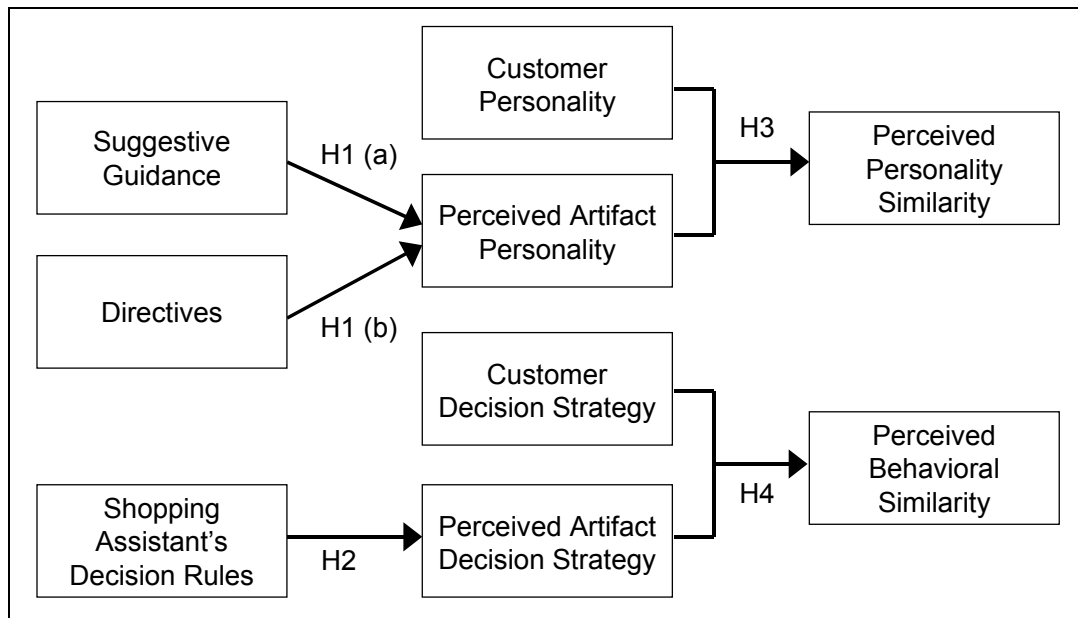 Suggestive
Guidance
H1 (a)
Directives
H1 (b)
Customer
Personality
Perceived Artifact
Personality
H3
Perceived
Personality
Similarity
Customer
Decision Strategy
Shopping
Assistant's
Decision Rules
H2
Perceived Artifact
Decision Strategy
H4
Perceived
Behavioral
Similarity